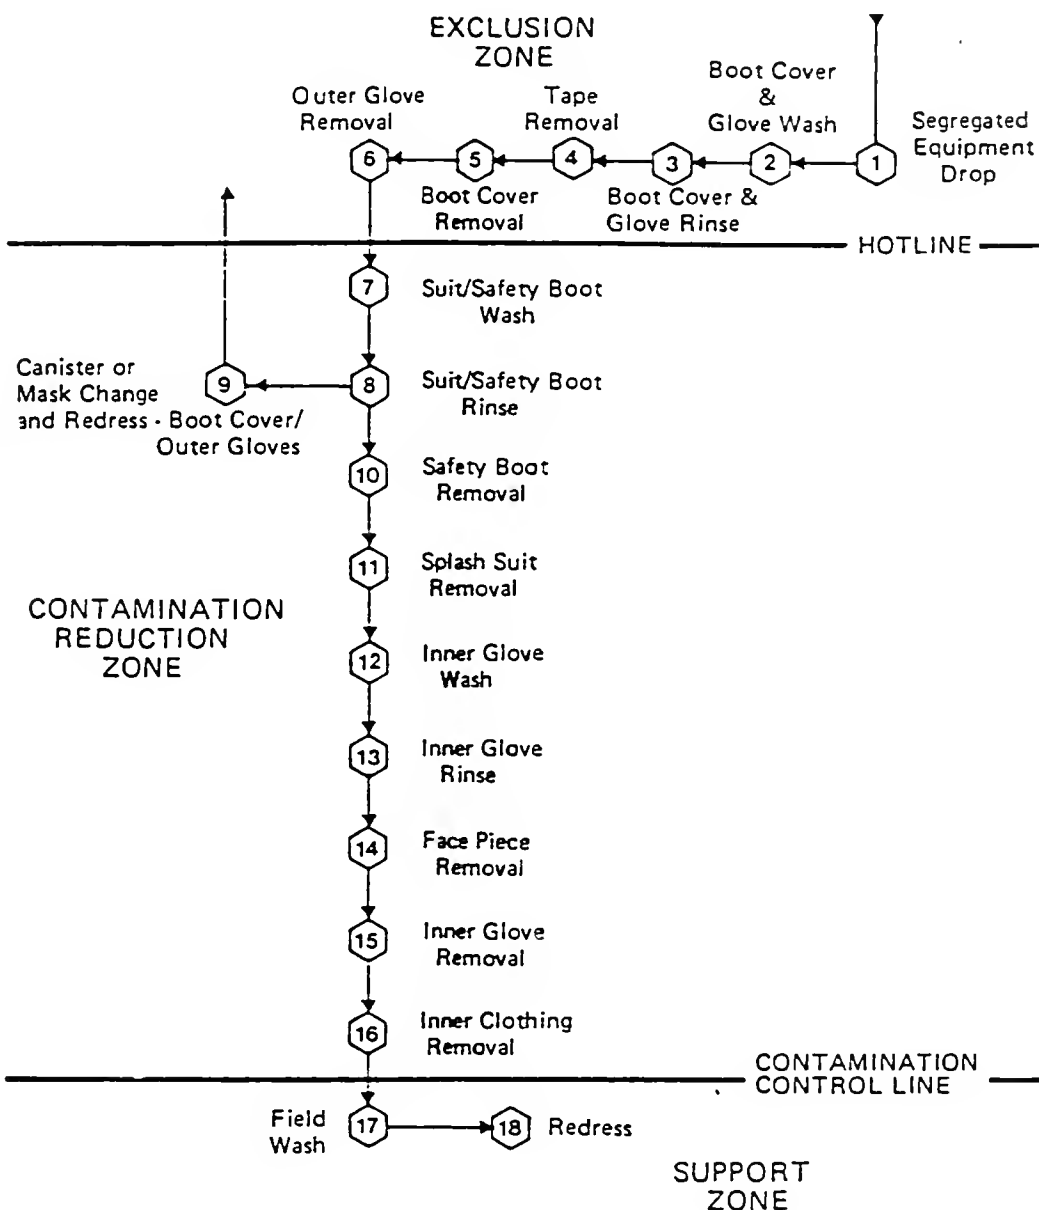 EXCLUSION
ZONE
Outer Glove
Removal
Tape
Removal
Boot Cover
&
Glove Wash
Segregated
Equipment
Drop
6
5
4
3
2
1
Boot Cover
Removal
Boot Cover &
Glove Rinse
HOTLINE
7
Suit/Safety Boot
Wash
Canister or
Mask Change
and Redress - Boot Cover/
Outer Gloves
9
8
Suit/Safety Boot
Rinse
10
Safety Boot
Removal
11
Splash Suit
Removal
CONTAMINATION
REDUCTION
ZONE
12
Inner Glove
Wash
13
Inner Glove
Rinse
14
Face Piece
Removal
15
Inner Glove
Removal
16
Inner Clothing
Removal
CONTAMINATION
CONTROL LINE
Field
Wash
17
18
Redress
SUPPORT
ZONE